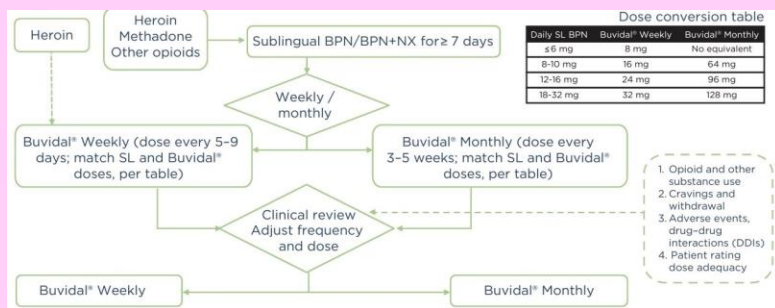 Dose conversion table
Daily SL BPN Buvidal® Weekly Buvidal® Monthly
≤6 mg 8 mg No equivalent
8-10 mg 16 mg 64 mg
12-16 mg 24 mg 96 mg
18-32 mg 32 mg 128 mg
Heroin
Heroin
Methadone
Other opioids
Sublingual BPN/BPN+NX for≥ 7 days
Weekly /
monthly
Buvidal® Weekly (dose every 5–9
days; match SL and Buvidal®
doses, per table)
Buvidal® Monthly (dose every
3–5 weeks; match SL and Buvidal®
doses, per table)
1. Opioid and other
substance use
2. Cravings and
withdrawal
3. Adverse events,
drug–drug
interactions (DDIs)
4. Patient rating
dose adequacy
Clinical review
Adjust frequency
and dose
Buvidal® Weekly
Buvidal® Monthly